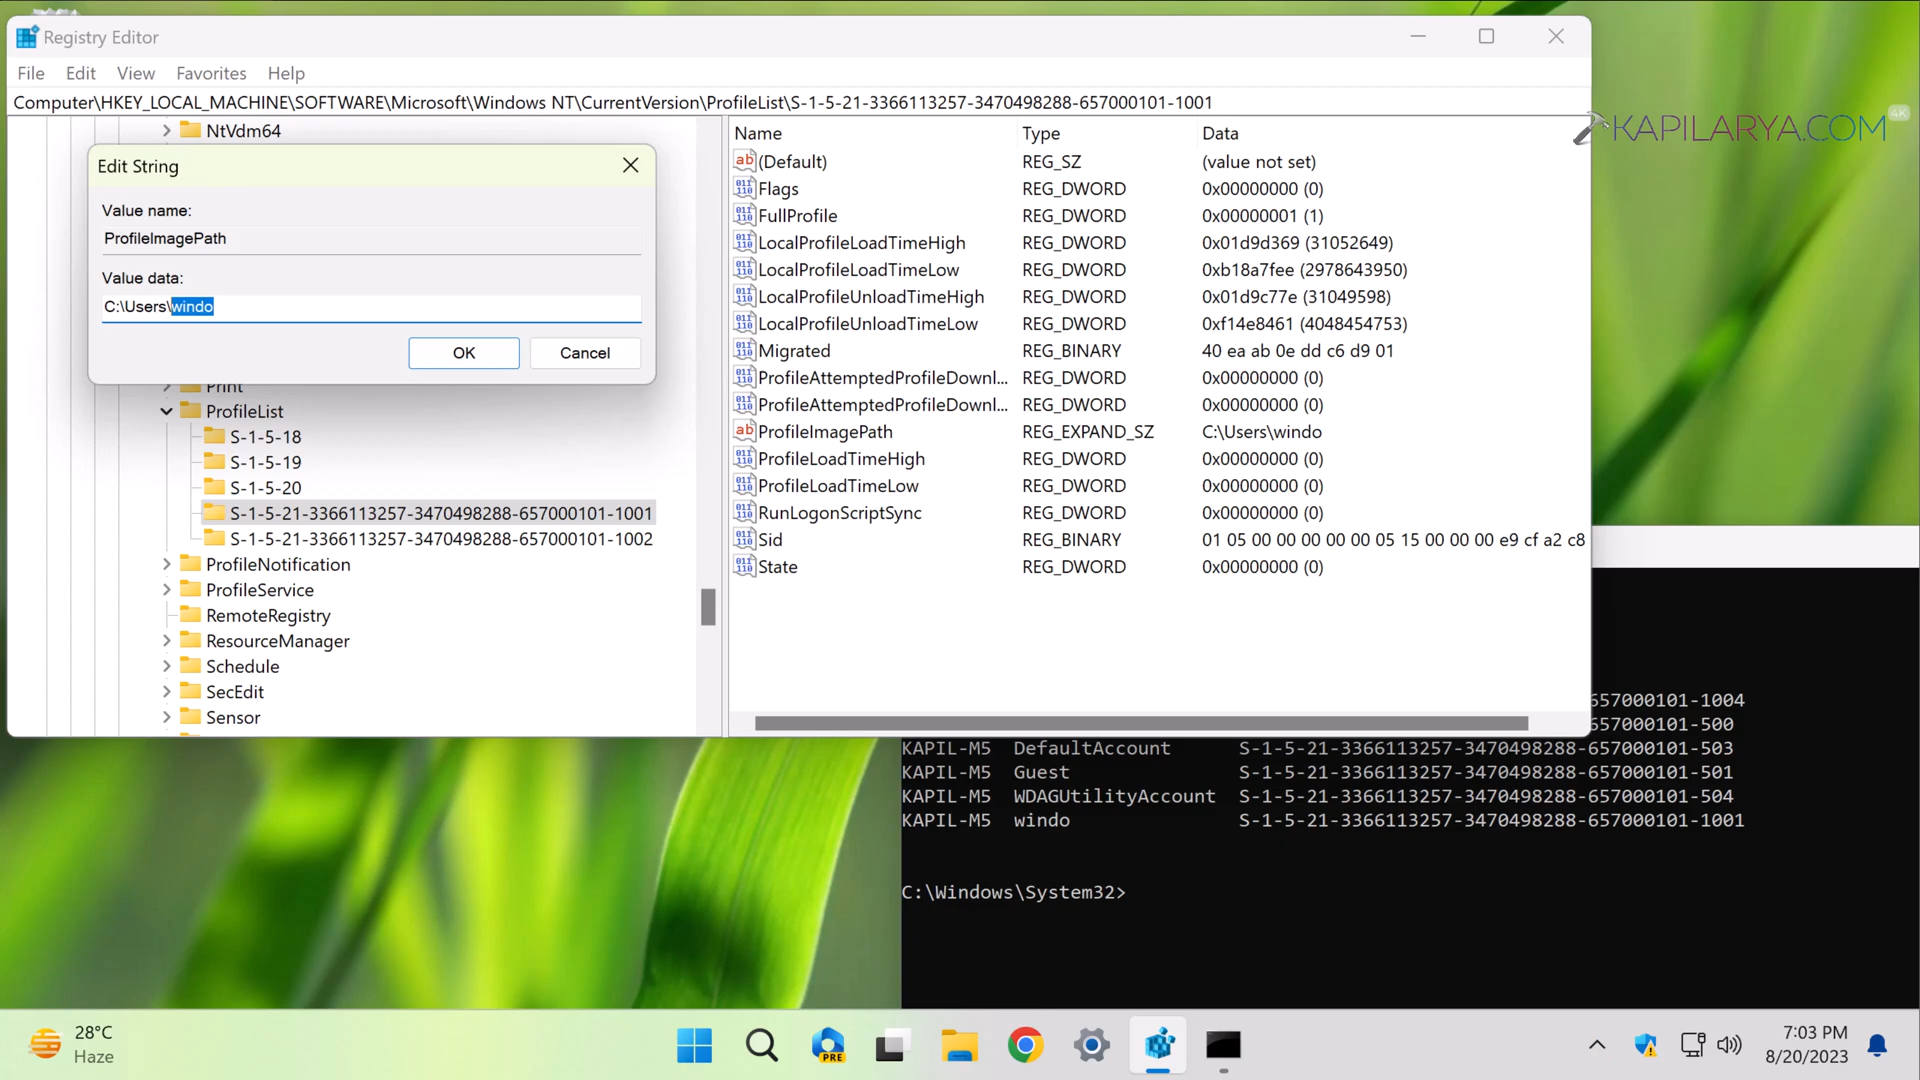 Registry Editor
File Edit View Favorites Help
Computer\HKEY_LOCAL_MACHINE\SOFTWARE\Microsoft\Windows NT\CurrentVersion\ProfileList\S-1-5-21-3366113257-3470498288-657000101-1001
KAPILARYA.COM
4K
NtVdm64
Edit String
Value name:
ProfileImagePath
Value data:
C:\Users\windo
OK Cancel
Print
ProfileList
S-1-5-18
S-1-5-19
S-1-5-20
S-1-5-21-3366113257-3470498288-657000101-1001
S-1-5-21-3366113257-3470498288-657000101-1002
ProfileNotification
ProfileService
RemoteRegistry
ResourceManager
Schedule
SecEdit
Sensor
Name Type Data
(Default) REG_SZ (value not set)
Flags REG_DWORD 0x00000000 (0)
FullProfile REG_DWORD 0x00000001 (1)
LocalProfileLoadTimeHigh REG_DWORD 0x01d9d369 (31052649)
LocalProfileLoadTimeLow REG_DWORD 0xb18a7fee (2978643950)
LocalProfileUnloadTimeHigh REG_DWORD 0x01d9c77e (31049598)
LocalProfileUnloadTimeLow REG_DWORD 0xf14e8461 (4048454753)
Migrated REG_BINARY 40 ea ab 0e dd c6 d9 01
ProfileAttemptedProfileDownl... REG_DWORD 0x00000000 (0)
ProfileAttemptedProfileDownl... REG_DWORD 0x00000000 (0)
ProfileImagePath REG_EXPAND_SZ C:\Users\windo
ProfileLoadTimeHigh REG_DWORD 0x00000000 (0)
ProfileLoadTimeLow REG_DWORD 0x00000000 (0)
RunLogonScriptSync REG_DWORD 0x00000000 (0)
Sid REG_BINARY 01 05 00 00 00 00 00 05 15 00 00 00 e9 cf a2 c8
State REG_DWORD 0x00000000 (0)
657000101-1004
657000101-500
KAPIL-M5 DefaultAccount S-1-5-21-3366113257-3470498288-657000101-503
KAPIL-M5 Guest S-1-5-21-3366113257-3470498288-657000101-501
KAPIL-M5 WDAGUtilityAccount S-1-5-21-3366113257-3470498288-657000101-504
KAPIL-M5 windo S-1-5-21-3366113257-3470498288-657000101-1001
C:\Windows\System32>
28°C
Haze
PRE
7:03 PM
8/20/2023